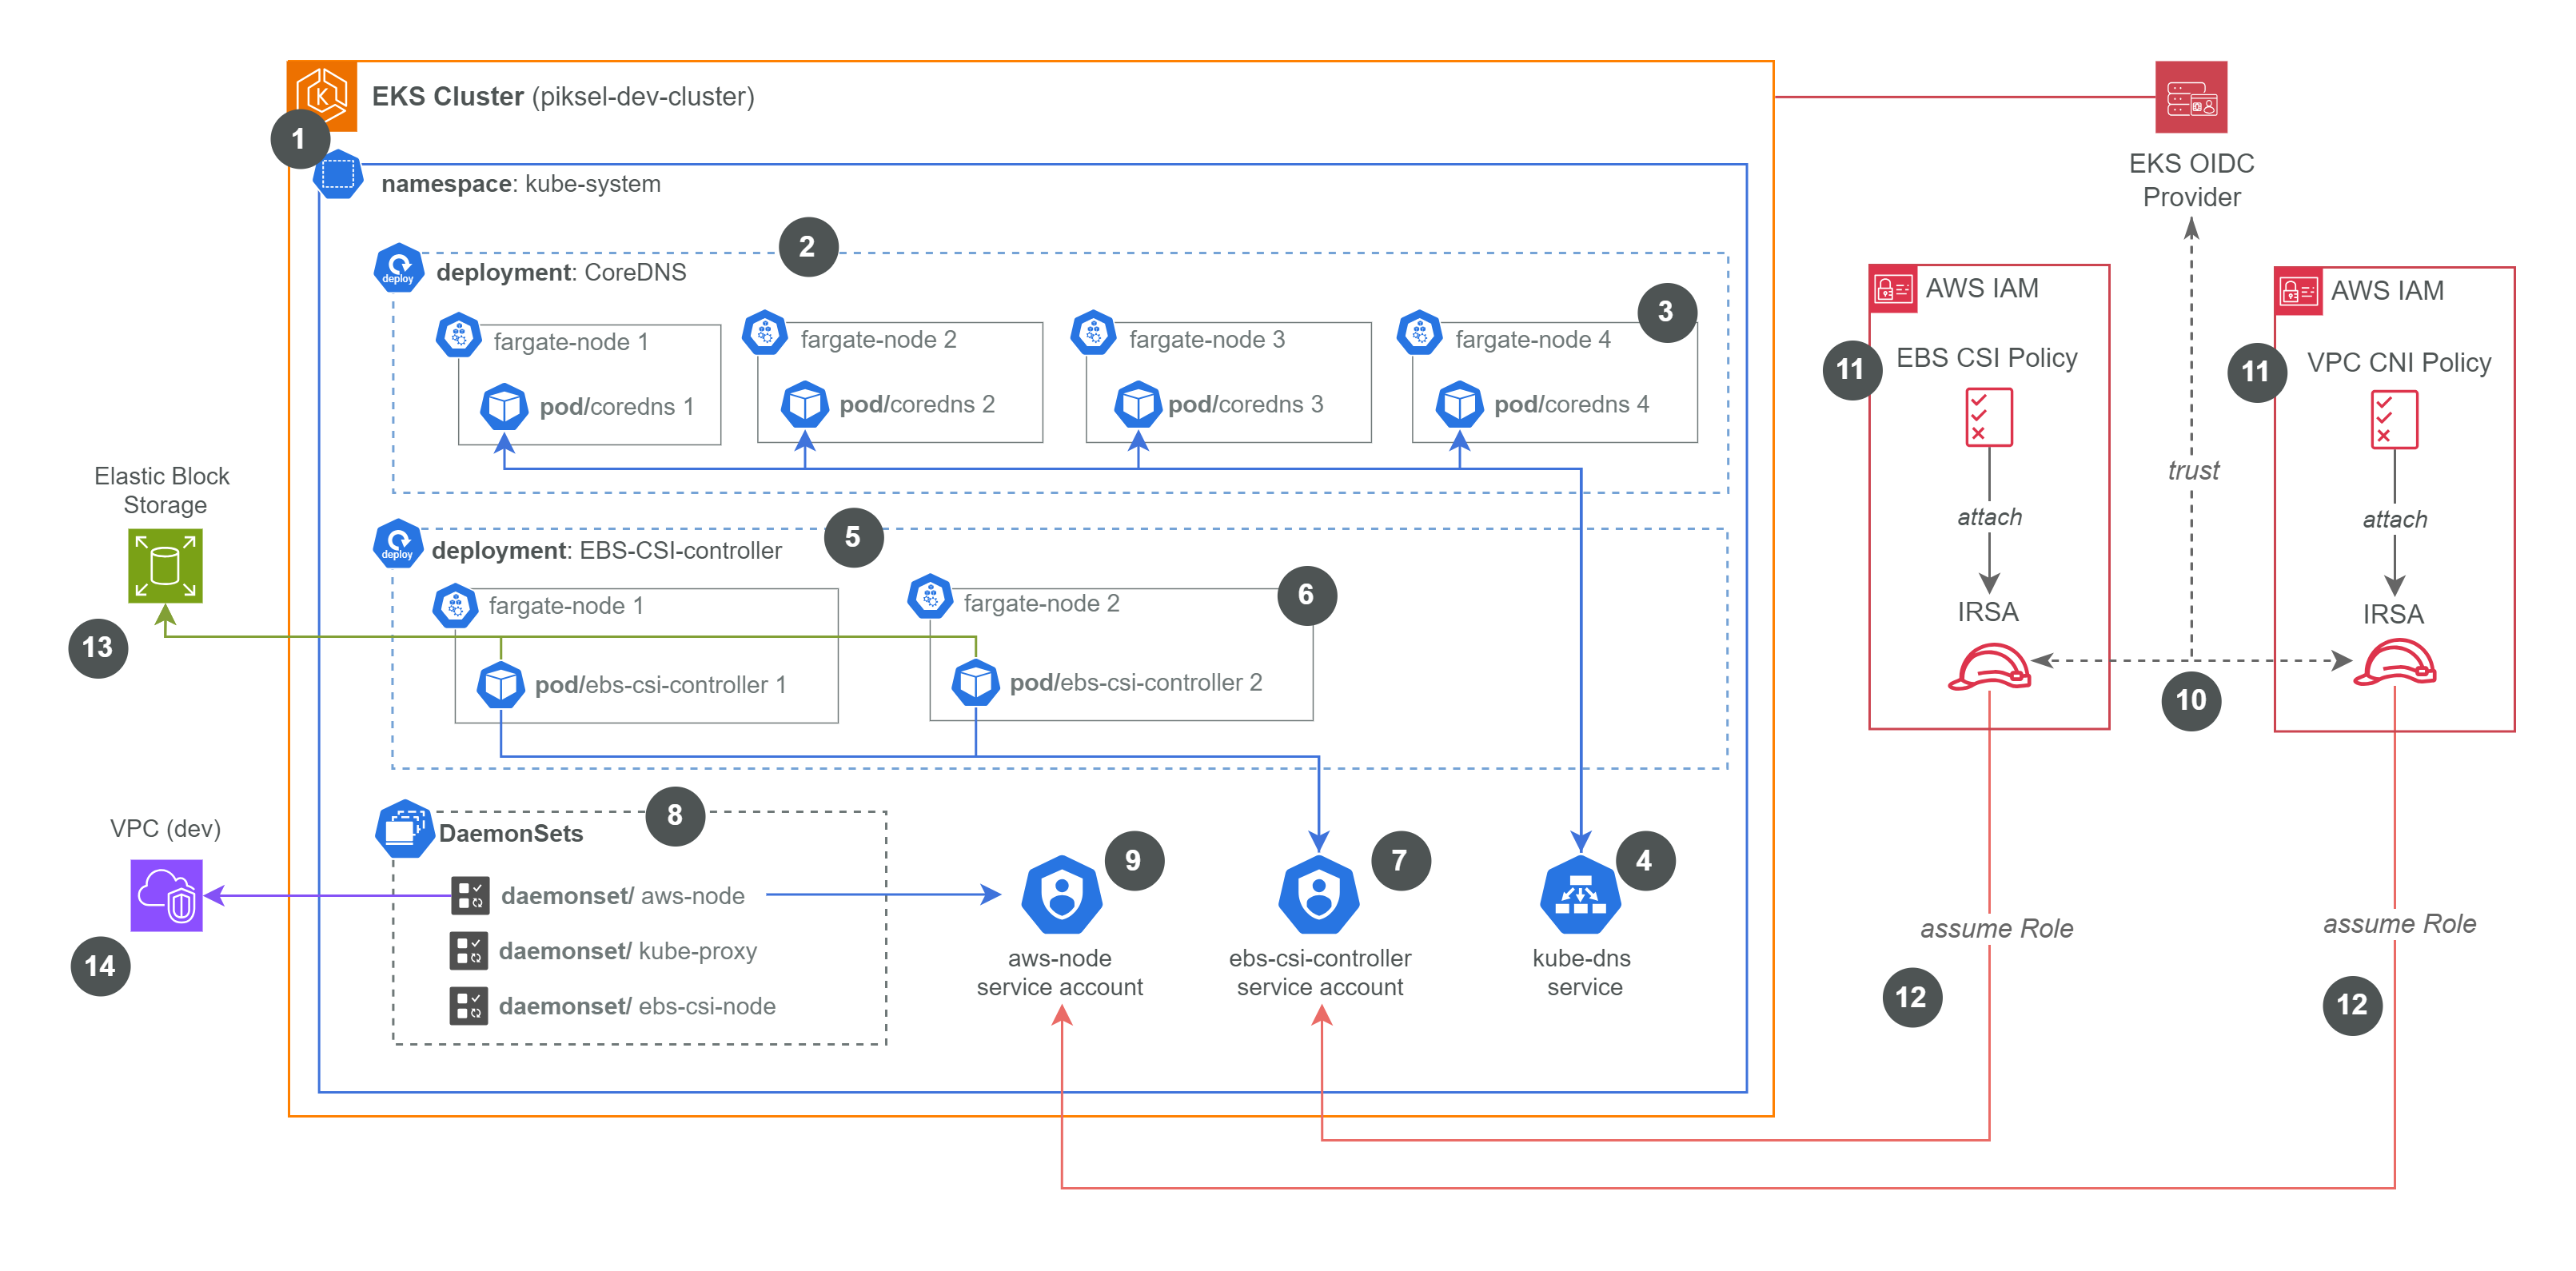 EKS Cluster (piksel-dev-cluster)
K
1
namespace: kube-system
2
deploy
deployment: CoreDNS
3
fargate-node 1
fargate-node 2
fargate-node 3
fargate-node 4
pod/coredns 1
pod/coredns 2
pod/coredns 3
pod/coredns 4
5
deploy
deployment: EBS-CSI-controller
6
fargate-node 1
fargate-node 2
pod/ebs-csi-controller 1
pod/ebs-csi-controller 2
Elastic Block
Storage
13
8
DaemonSets
daemonset/ aws-node
daemonset/ kube-proxy
daemonset/ ebs-csi-node
VPC (dev)
14
9
aws-node
service account
7
ebs-csi-controller
service account
4
kube-dns
service
EKS OIDC
Provider
trust
10
AWS IAM
11
EBS CSI Policy
attach
IRSA
assume Role
12
AWS IAM
11
VPC CNI Policy
attach
IRSA
assume Role
12